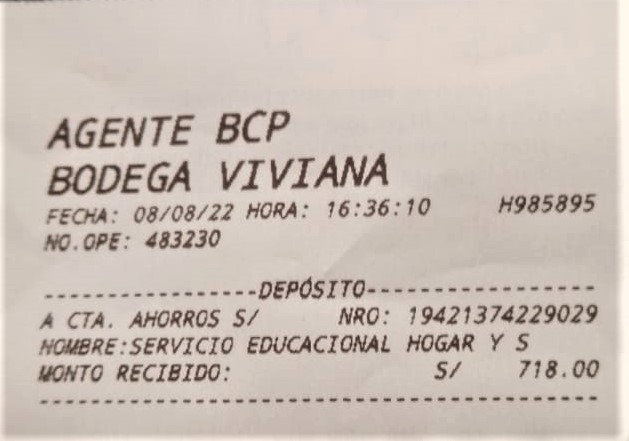 AGENTE BCP
BODEGA VIVIANA
FECHA: 08/08/22 HORA: 16:36:10 H985895
NO.OPE: 483230
-----------------DEPÓSITO------------------
A CTA. AHORROS S/ NRO: 19421374229029
NOMBRE:SERVICIO EDUCACIONAL HOGAR Y S
MONTO RECIBIDO: S/ 718.00
---------------------------------------------